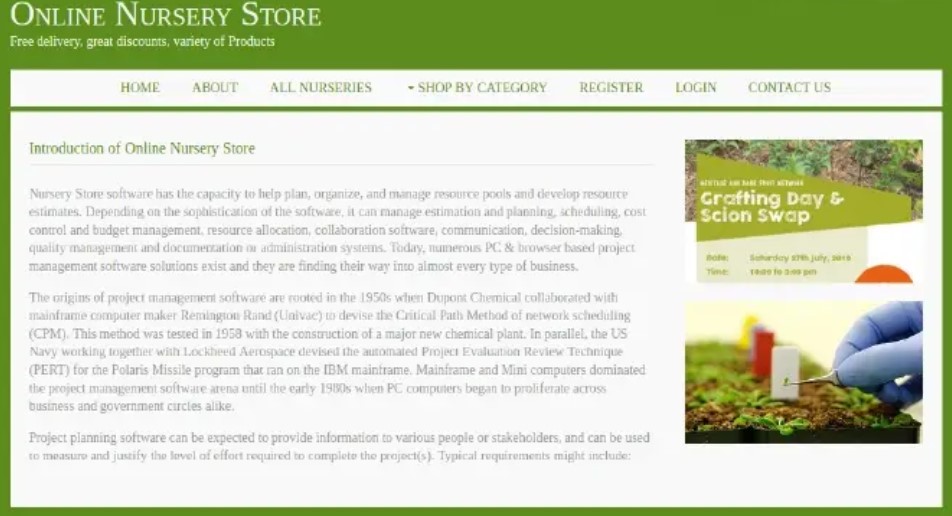 Online Nursery Store
Free delivery, great discounts, variety of Products
HOME ABOUT ALL NURSERIES SHOP BY CATEGORY REGISTER LOGIN CONTACT US
Introduction of Online Nursery Store
Nursery Store software has the capacity to help plan, organize, and manage resource pools and develop resource
estimates. Depending on the sophistication of the software, it can manage estimation and planning, scheduling, cost
control and budget management, resource allocation, collaboration software, communication, decision-making,
quality management and documentation or administration systems. Today, numerous PC & browser based project
management software solutions exist and they are finding their way into almost every type of business.
The origins of project management software are rooted in the 1950s when Dupont Chemical collaborated with
mainframe computer maker Remington Rand (Univac) to devise the Critical Path Method of network scheduling
(CPM). This method was tested in 1958 with the construction of a major new chemical plant. In parallel, the US
Navy working together with Lockheed Aerospace devised the automated Project Evaluation Review Technique
(PERT) for the Polaris Missile program that ran on the IBM mainframe. Mainframe and Mini computers dominated
the project management software arena until the early 1980s when PC computers began to proliferate across
business and government circles alike.
Project planning software can be expected to provide information to various people or stakeholders, and can be used
to measure and justify the level of effort required to complete the project(s). Typical requirements might include:
Grafting Day &
Scion Swap
Date: Saturday 27th July,
Time: